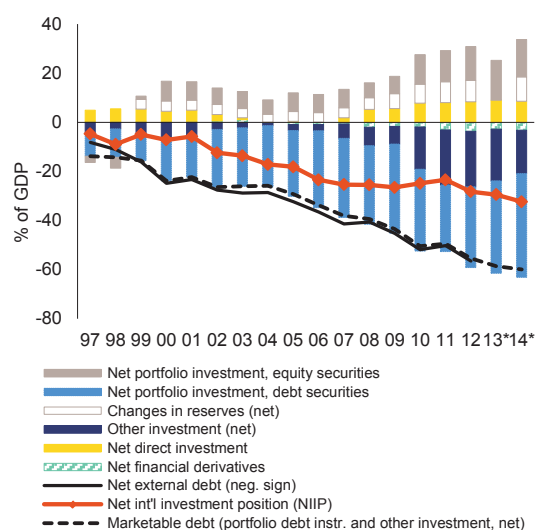 40
20
0
-20
-40
-60
-80
% of GDP
97 98 99 00 01 02 03 04 05 06 07 08 09 10 11 12 13* 14*
Net portfolio investment, equity securities
Net portfolio investment, debt securities
Changes in reserves (net)
Other investment (net)
Net direct investment
Net financial derivatives
Net external debt (neg. sign)
Net int'l investment position (NIIP)
Marketable debt (portfolio debt instr. and other investment, net)